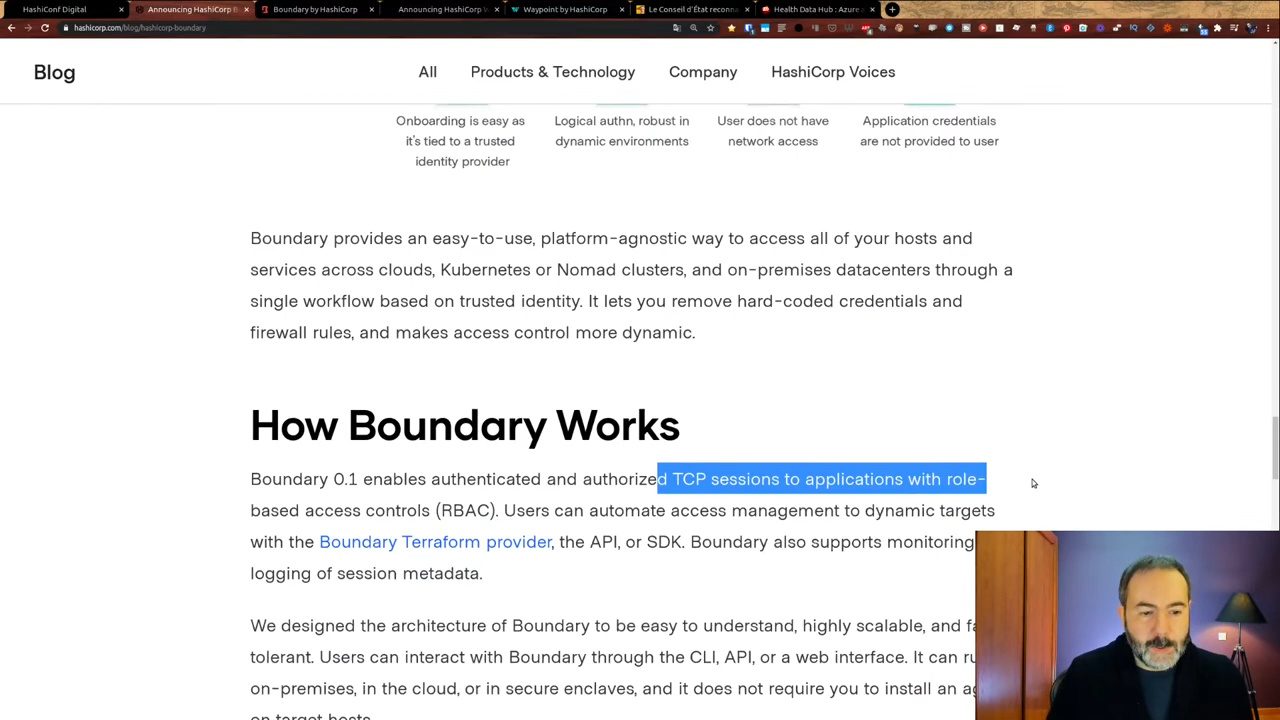 HashiConf Digital
Announcing HashiCorp B
Boundary by HashiCorp
Announcing HashiCorp
Waypoint by HashiCorp
Le Conseil d'État reconna
Health Data Hub : Azure
hashicorp.com/blog/hashicorp-boundary
Blog
All
Products & Technology
Company
HashiCorp Voices
Onboarding is easy as
it's tied to a trusted
identity provider
Logical authn, robust in
dynamic environments
User does not have
network access
Application credentials
are not provided to user
Boundary provides an easy-to-use, platform-agnostic way to access all of your hosts and
services across clouds, Kubernetes or Nomad clusters, and on-premises datacenters through a
single workflow based on trusted identity. It lets you remove hard-coded credentials and
firewall rules, and makes access control more dynamic.
How Boundary Works
Boundary 0.1 enables authenticated and authorized TCP sessions to applications with role-
based access controls (RBAC). Users can automate access management to dynamic targets
with the Boundary Terraform provider, the API, or SDK. Boundary also supports monitoring
logging of session metadata.
We designed the architecture of Boundary to be easy to understand, highly scalable, and fa
tolerant. Users can interact with Boundary through the CLI, API, or a web interface. It can ru
on-premises, in the cloud, or in secure enclaves, and it does not require you to install an ag
on target hosts.